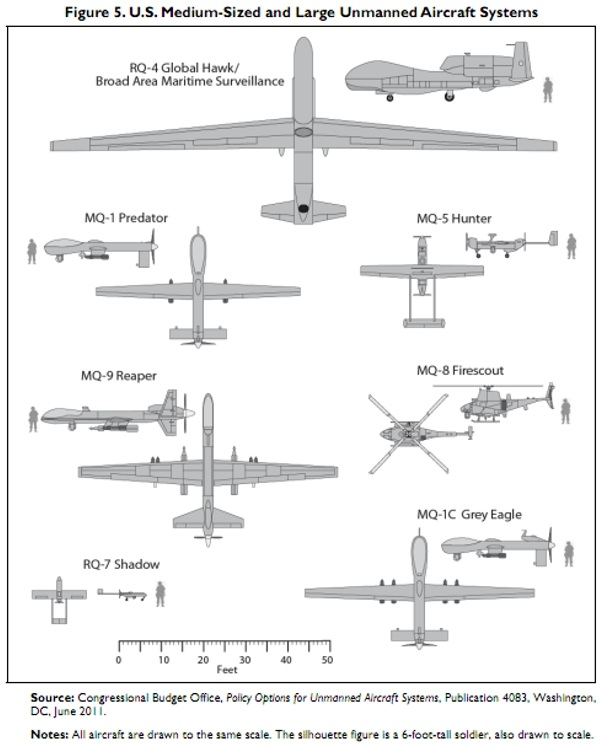 Figure 5. U.S. Medium-Sized and Large Unmanned Aircraft Systems
RQ-4 Global Hawk/
Broad Area Maritime Surveillance
MQ-1 Predator
MQ-5 Hunter
MQ-9 Reaper
MQ-8 Firescout
MQ-1C Grey Eagle
RQ-7 Shadow
0 10 20 30 40 50
Feet
Source: Congressional Budget Office, Policy Options for Unmanned Aircraft Systems, Publication 4083, Washington,
DC, June 2011.
Notes: All aircraft are drawn to the same scale. The silhouette figure is a 6-foot-tall soldier, also drawn to scale.